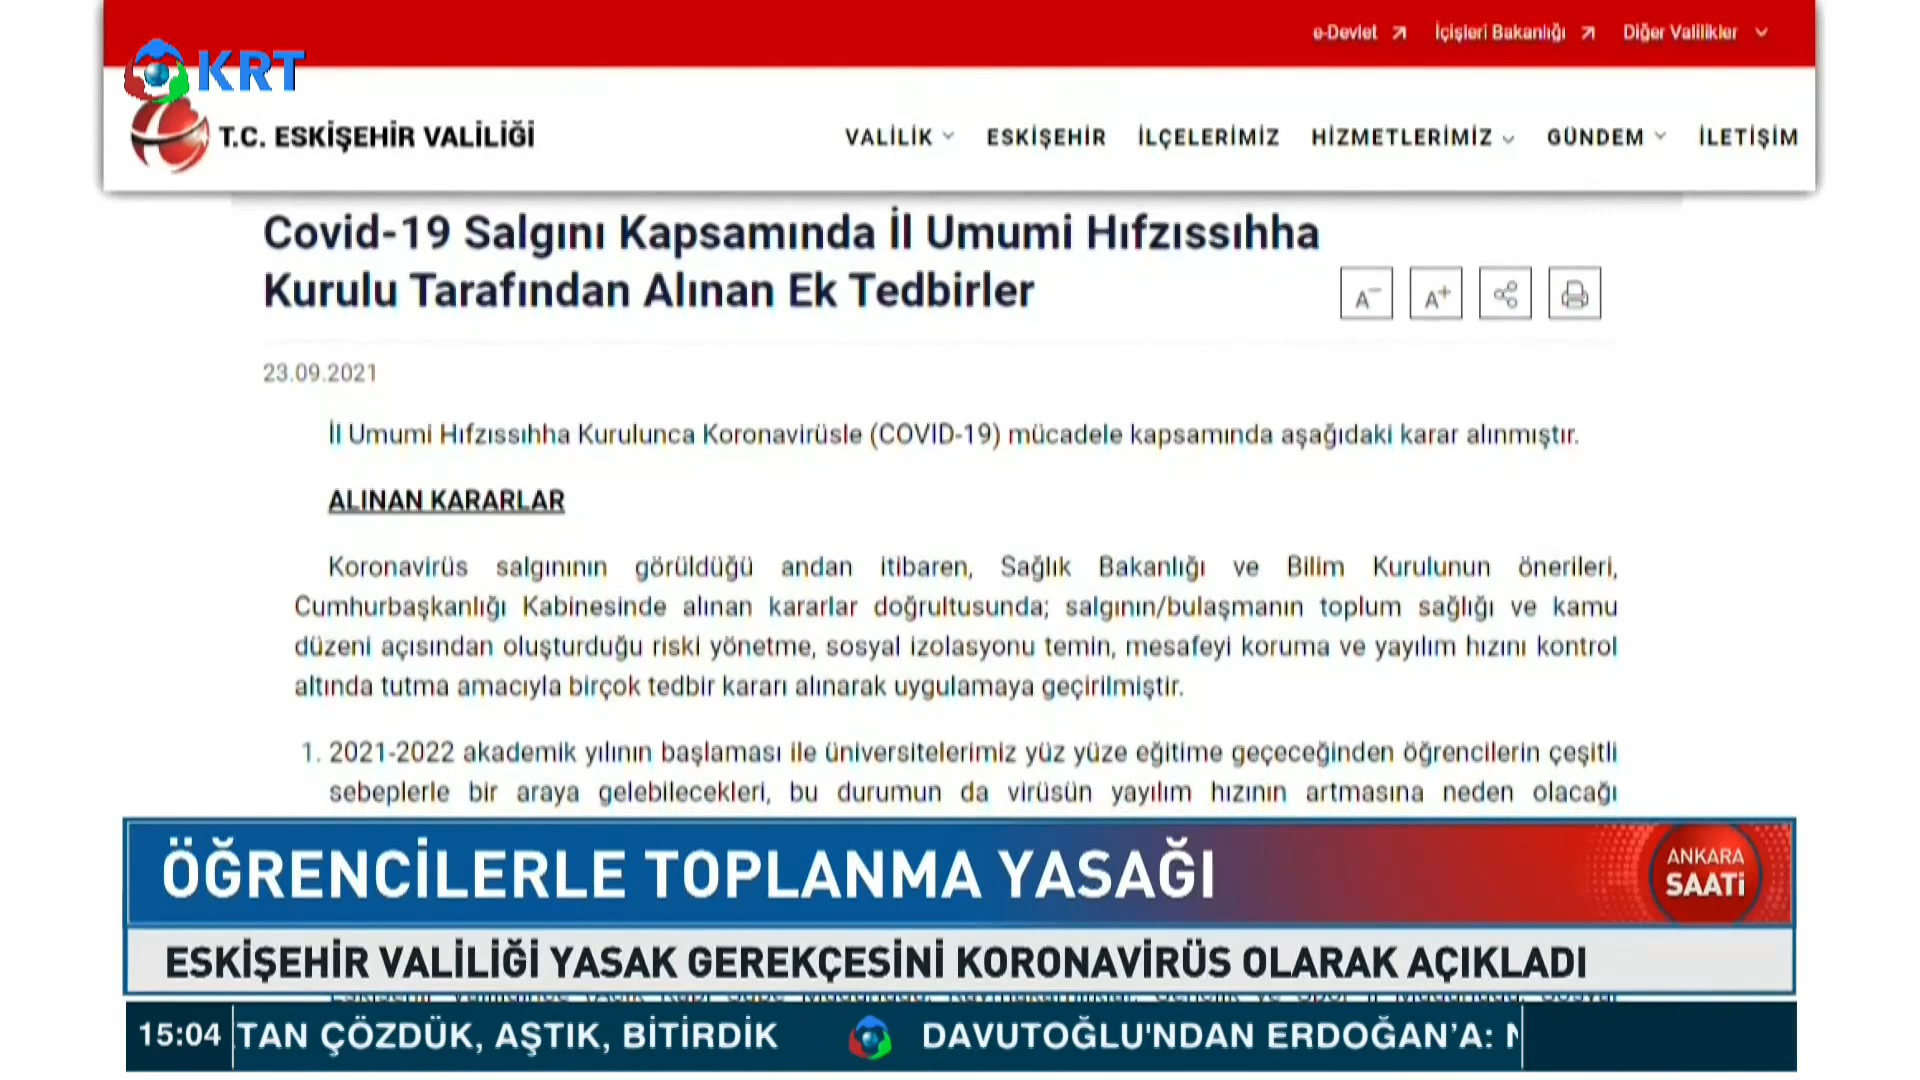 e-Devlet İçişleri Bakanlığı Diğer Valilikler
KRT
T.C. ESKİŞEHİR VALİLİĞİ
VALİLİK ESKİŞEHİR İLÇELERİMİZ HİZMETLERİMİZ GÜNDEM İLETİŞİM
Covid-19 Salgını Kapsamında İl Umumi Hıfzıssıhha
Kurulu Tarafından Alınan Ek Tedbirler
A- A+
23.09.2021
İl Umumi Hıfzıssıhha Kurulunca Koronavirüsle (COVID-19) mücadele kapsamında aşağıdaki karar alınmıştır.
ALINAN KARARLAR
Koronavirüs salgınının görüldüğü andan itibaren, Sağlık Bakanlığı ve Bilim Kurulunun önerileri,
Cumhurbaşkanlığı Kabinesinde alınan kararlar doğrultusunda; salgının/bulaşmanın toplum sağlığı ve kamu
düzeni açısından oluşturduğu riski yönetme, sosyal izolasyonu temin, mesafeyi koruma ve yayılım hızını kontrol
altında tutma amacıyla birçok tedbir kararı alınarak uygulamaya geçirilmiştir.
1. 2021-2022 akademik yılının başlaması ile üniversitelerimiz yüz yüze eğitime geçeceğinden öğrencilerin çeşitli
sebeplerle bir araya gelebilecekleri, bu durumun da virüsün yayılım hızının artmasına neden olacağı
ÖĞRENCİLERLE TOPLANMA YASAĞI
ANKARA
SAATİ
ESKİŞEHİR VALİLİĞİ YASAK GEREKÇESİNİ KORONAVİRÜS OLARAK AÇIKLADI
15:04 TAN ÇÖZDÜK, AŞTIK, BİTİRDİK DAVUTOĞLU'NDAN ERDOĞAN'A: